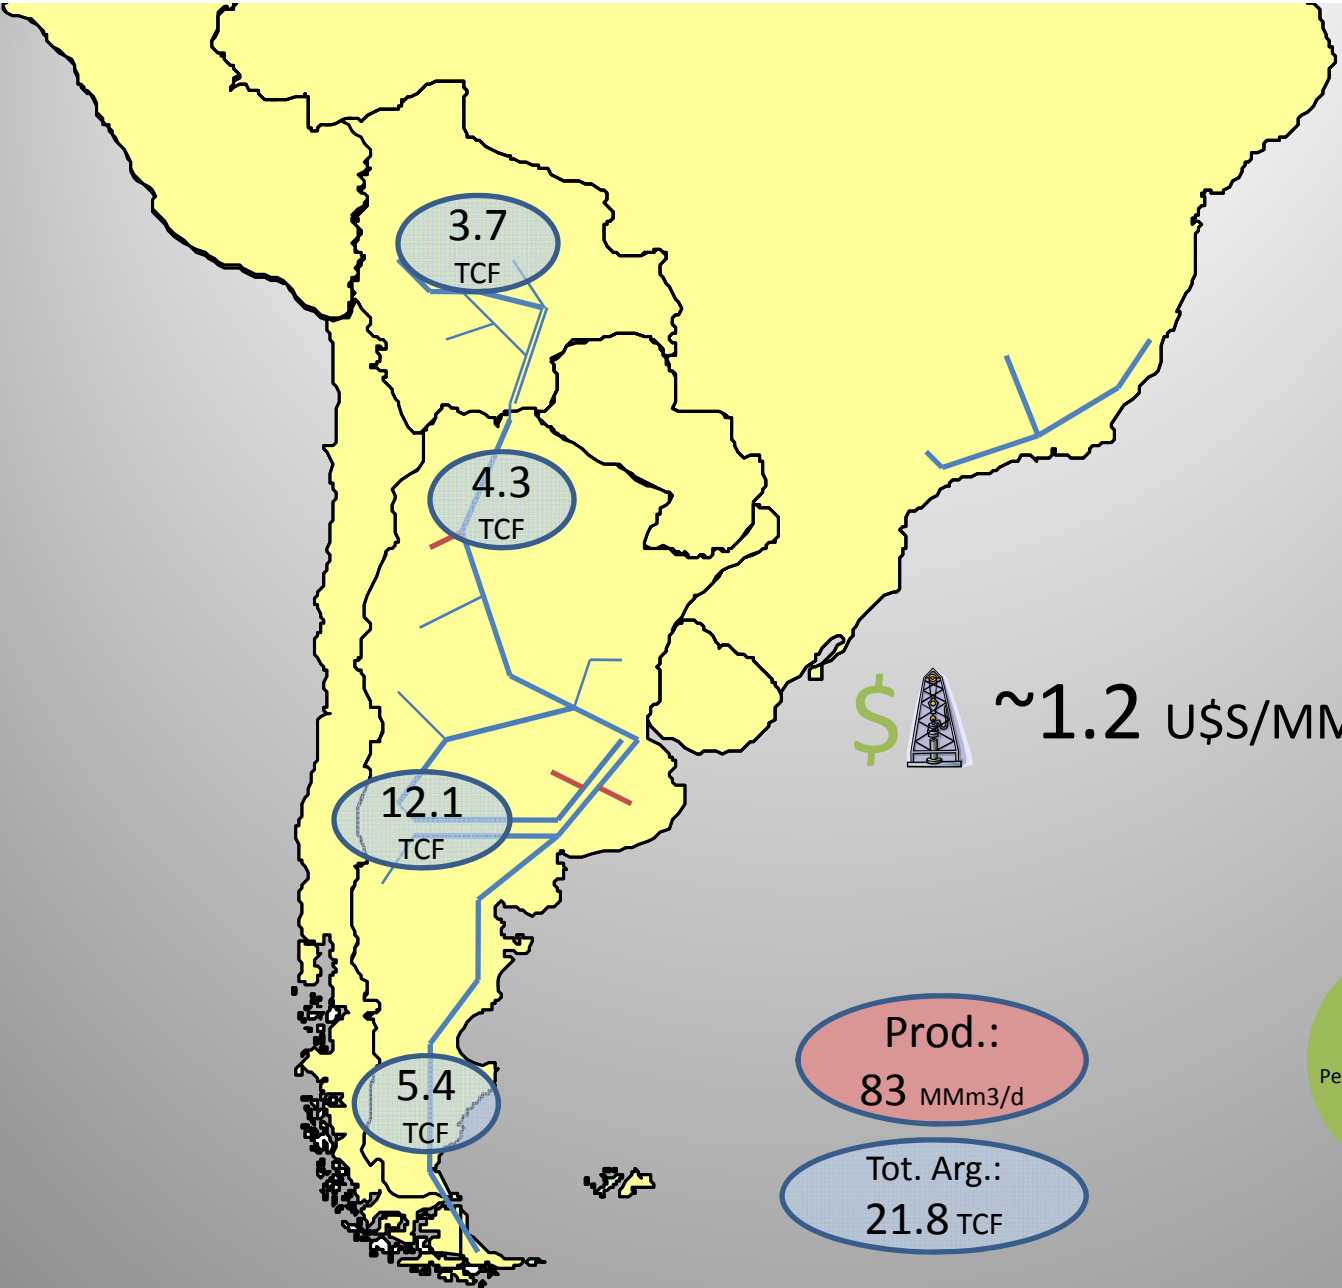 3.7
TCF
4.3
TCF
$ ~1.2 U$S/MM
12.1
TCF
Prod.:
83 MMm3/d
5.4
TCF
Pe
Tot. Arg.:
21.8 TCF